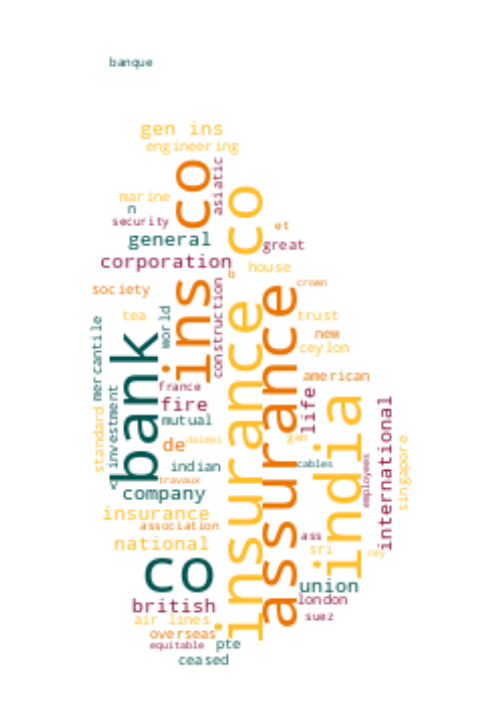 banque
gen ins
engineering
co
asiatic
marine
n
security
co
et
general
great
corporation
house
b
ins
construction
society
crown
tea
world
trust
mercantile
bank
insurance
assurance
new
ceylon
france
american
investment
fire
life
india
international
standard
mutual
de
daimei
gen
singapore
indian
cables
travaux
employees
company
insurance
association
national
ass
sri
cey
co
union
british
london
air lines
suez
overseas
equitable
pte
ceased